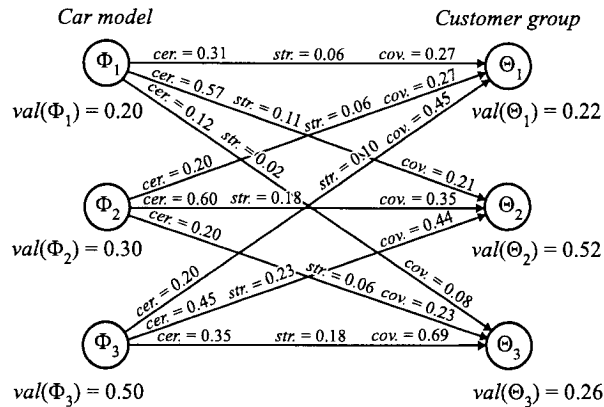 Car model Customer group
Φ₁ cer. = 0.31 str. = 0.06 cov. = 0.27 Θ₁
cer. = 0.57 str. = 0.11 cov. = 0.21
cer. = 0.12 str. = 0.02 cov. = 0.08
val(Φ₁) = 0.20 val(Θ₁) = 0.22
cer. = 0.20 str. = 0.06 cov. = 0.27
Φ₂ cer. = 0.60 str. = 0.18 cov. = 0.35 Θ₂
cer. = 0.20 str. = 0.06 cov. = 0.23
val(Φ₂) = 0.30 val(Θ₂) = 0.52
cer. = 0.20 str. = 0.10 cov. = 0.45
cer. = 0.45 str. = 0.23 cov. = 0.44
Φ₃ cer. = 0.35 str. = 0.18 cov. = 0.69 Θ₃
val(Φ₃) = 0.50 val(Θ₃) = 0.26